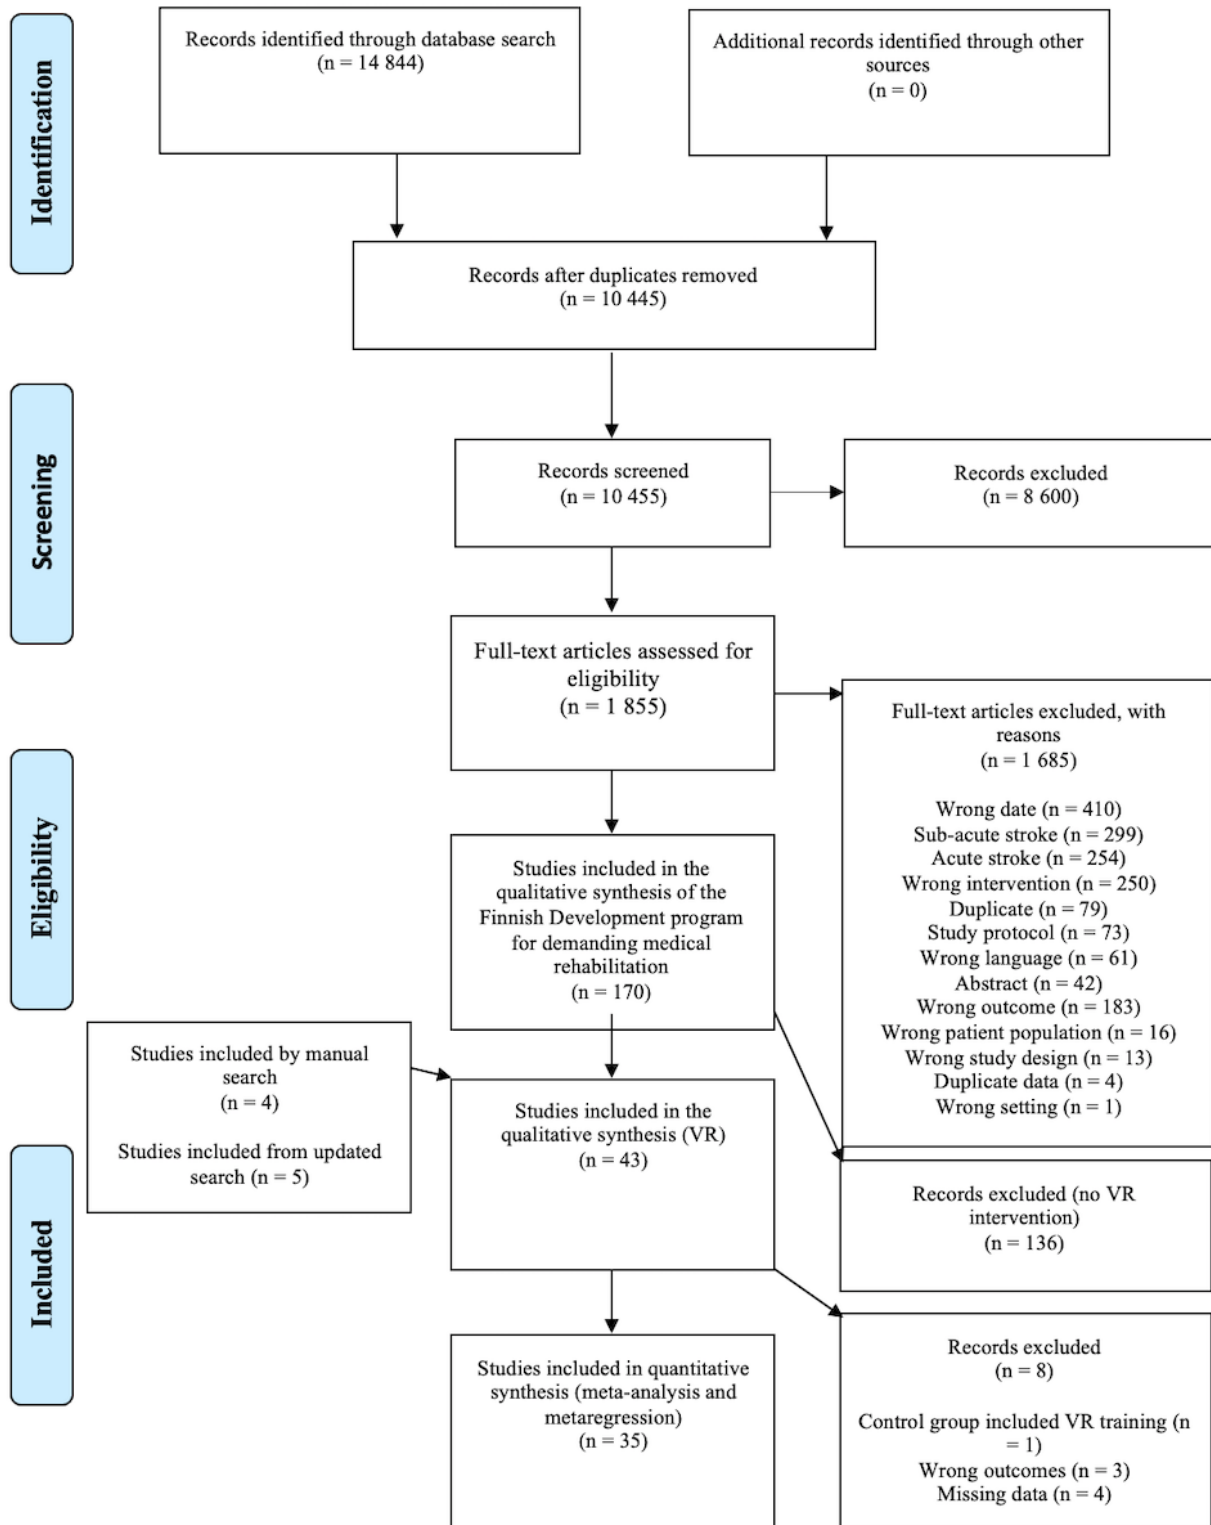 Identification
Records identified through database search
(n = 14 844)
Additional records identified through other
sources
(n = 0)
Records after duplicates removed
(n = 10 445)
Screening
Records screened
(n = 10 455)
Records excluded
(n = 8 600)
Full-text articles assessed for
eligibility
(n = 1 855)
Full-text articles excluded, with
reasons
(n = 1 685)
Wrong date (n = 410)
Sub-acute stroke (n = 299)
Acute stroke (n = 254)
Wrong intervention (n = 250)
Duplicate (n = 79)
Study protocol (n = 73)
Wrong language (n = 61)
Abstract (n = 42)
Wrong outcome (n = 183)
Wrong patient population (n = 16)
Wrong study design (n = 13)
Duplicate data (n = 4)
Wrong setting (n = 1)
Eligibility
Studies included in the
qualitative synthesis of the
Finnish Development program
for demanding medical
rehabilitation
(n = 170)
Studies included by manual
search
(n = 4)
Studies included from updated
search (n = 5)
Studies included in the
qualitative synthesis (VR)
(n = 43)
Records excluded (no VR
intervention)
(n = 136)
Included
Studies included in quantitative
synthesis (meta-analysis and
metaregression)
(n = 35)
Records excluded
(n = 8)
Control group included VR training (n
= 1)
Wrong outcomes (n = 3)
Missing data (n = 4)